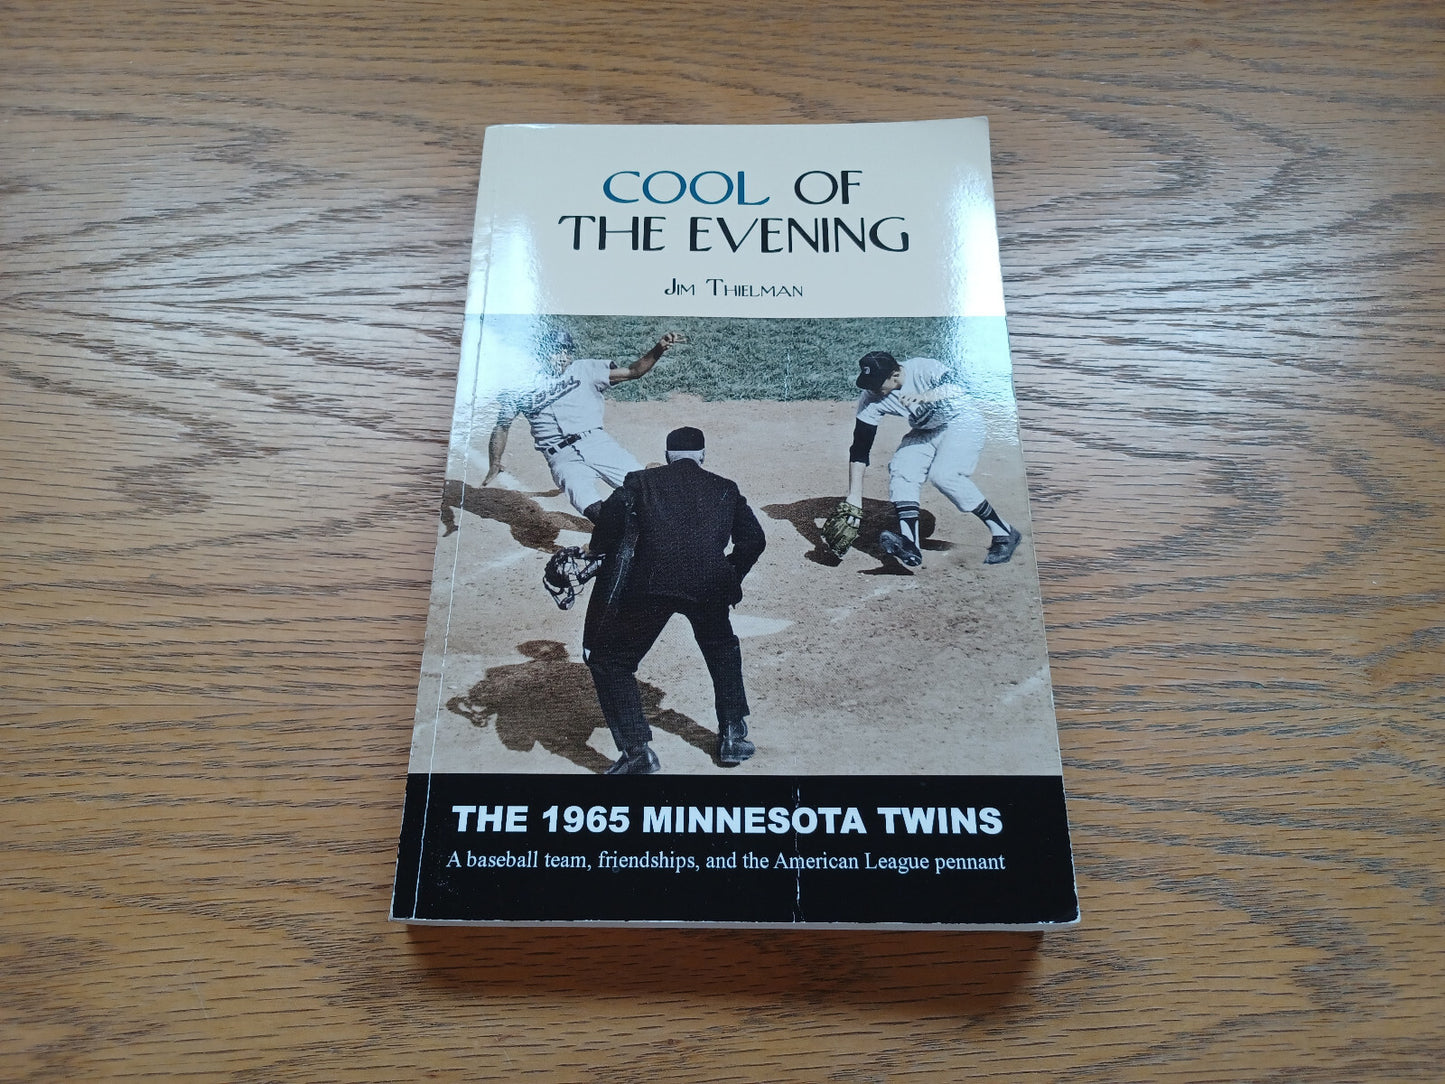 COOL OF
THE EVENING
JIM THIELMAN
THE 1965 MINNESOTA TWINS
A baseball team, friendships, and the American League pennant